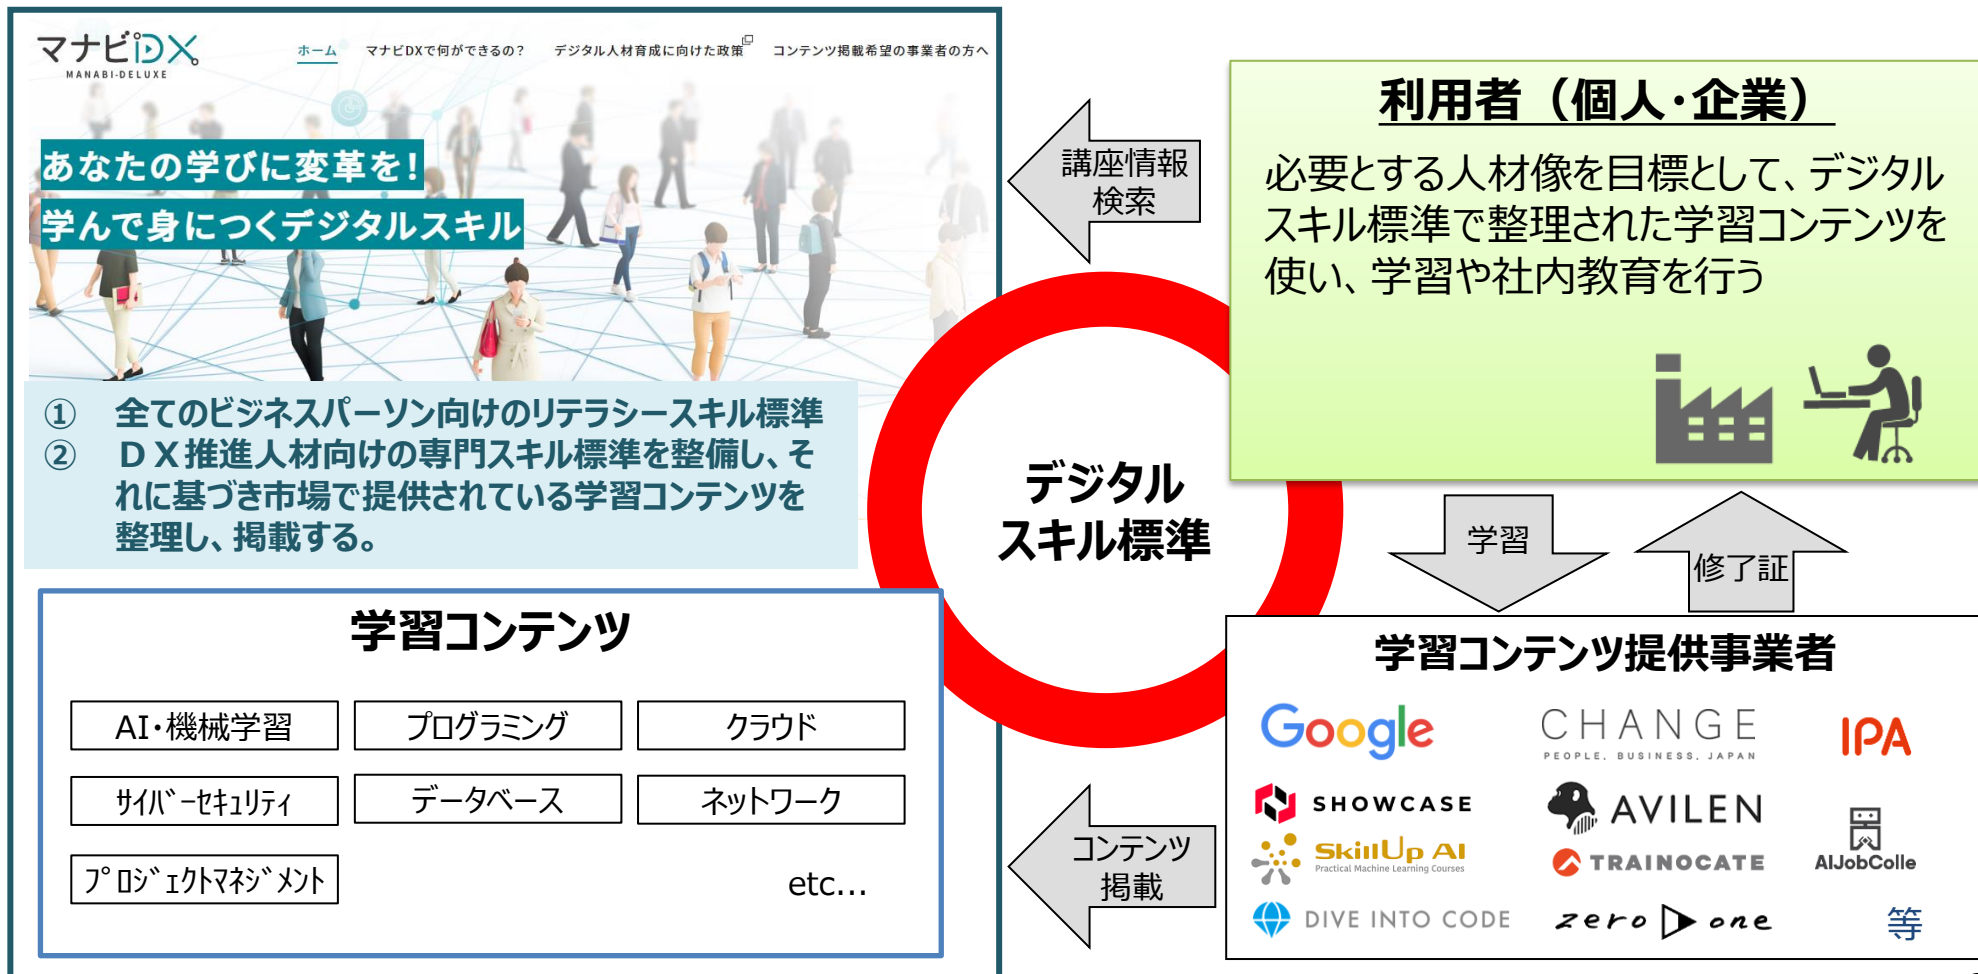 マナビDX
MANABI-DELUXE
ホーム マナビDXで何ができるの? デジタル人材育成に向けた政策 コンテンツ掲載希望の事業者の方へ
あなたの学びに変革を!
学んで身につくデジタルスキル
① 全てのビジネスパーソン向けのリテラシースキル標準
② DX推進人材向けの専門スキル標準を整備し、そ
れに基づき市場で提供されている学習コンテンツを
整理し、掲載する。
学習コンテンツ
AI・機械学習 プログラミング クラウド
サイバーセキュリティ データベース ネットワーク
プロジェクトマネジメント etc...
講座情報
検索
デジタル
スキル標準
コンテンツ
掲載
利用者(個人・企業)
必要とする人材像を目標として、デジタル
スキル標準で整理された学習コンテンツを
使い、学習や社内教育を行う
学習
修了証
学習コンテンツ提供事業者
Google CHANGE IPA
PEOPLE, BUSINESS, JAPAN
SHOWCASE AVILEN
SkillUp AI TRAINOCATE AIJobColle
Practical Machine Learning Courses
DIVE INTO CODE zero one 等